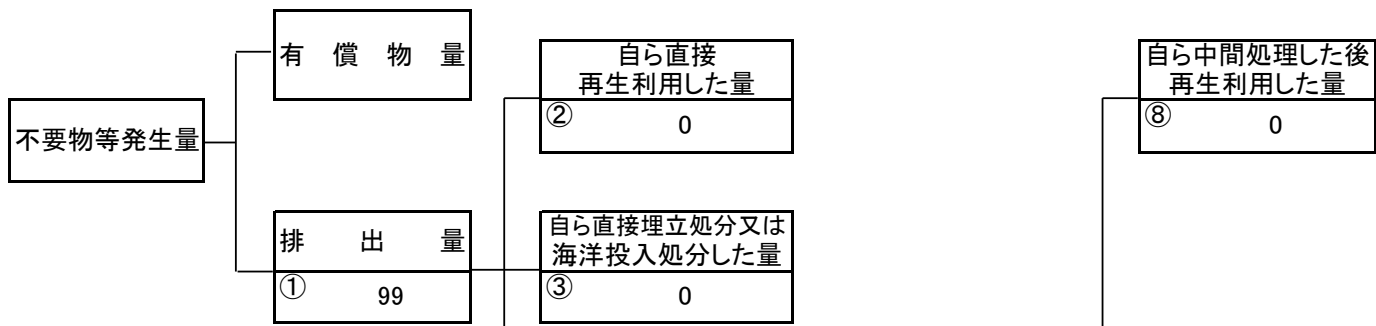 有償物量
自ら直接
再生利用した量
② 0
自ら中間処理した後
再生利用した量
⑧ 0
不要物等発生量
排出量
① 99
自ら直接埋立処分又は
海洋投入処分した量
③ 0